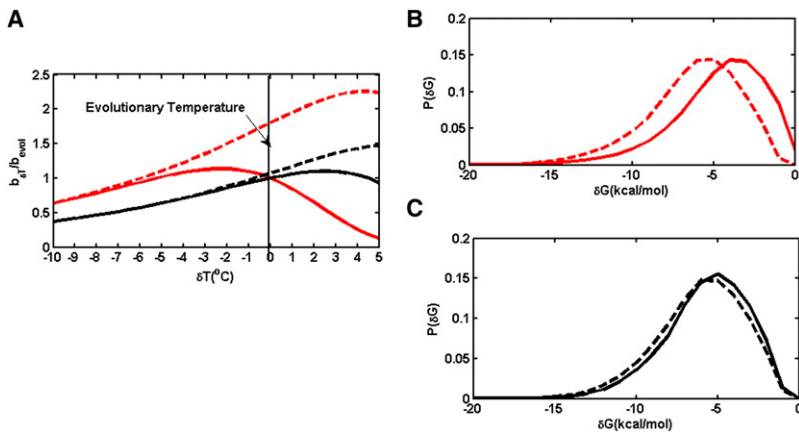 A
2.5
2
1.5
1
0.5
0
b_δT/b_evol
Evolutionary Temperature
-10 -9 -8 -7 -6 -5 -4 -3 -2 -1 0 1 2 3 4 5
δT(°C)
B
0.2
0.15
0.1
0.05
0
P(δG)
-20 -15 -10 -5 0
δG(kcal/mol)
C
0.2
0.15
0.1
0.05
0
P(δG)
-20 -15 -10 -5 0
δG(kcal/mol)